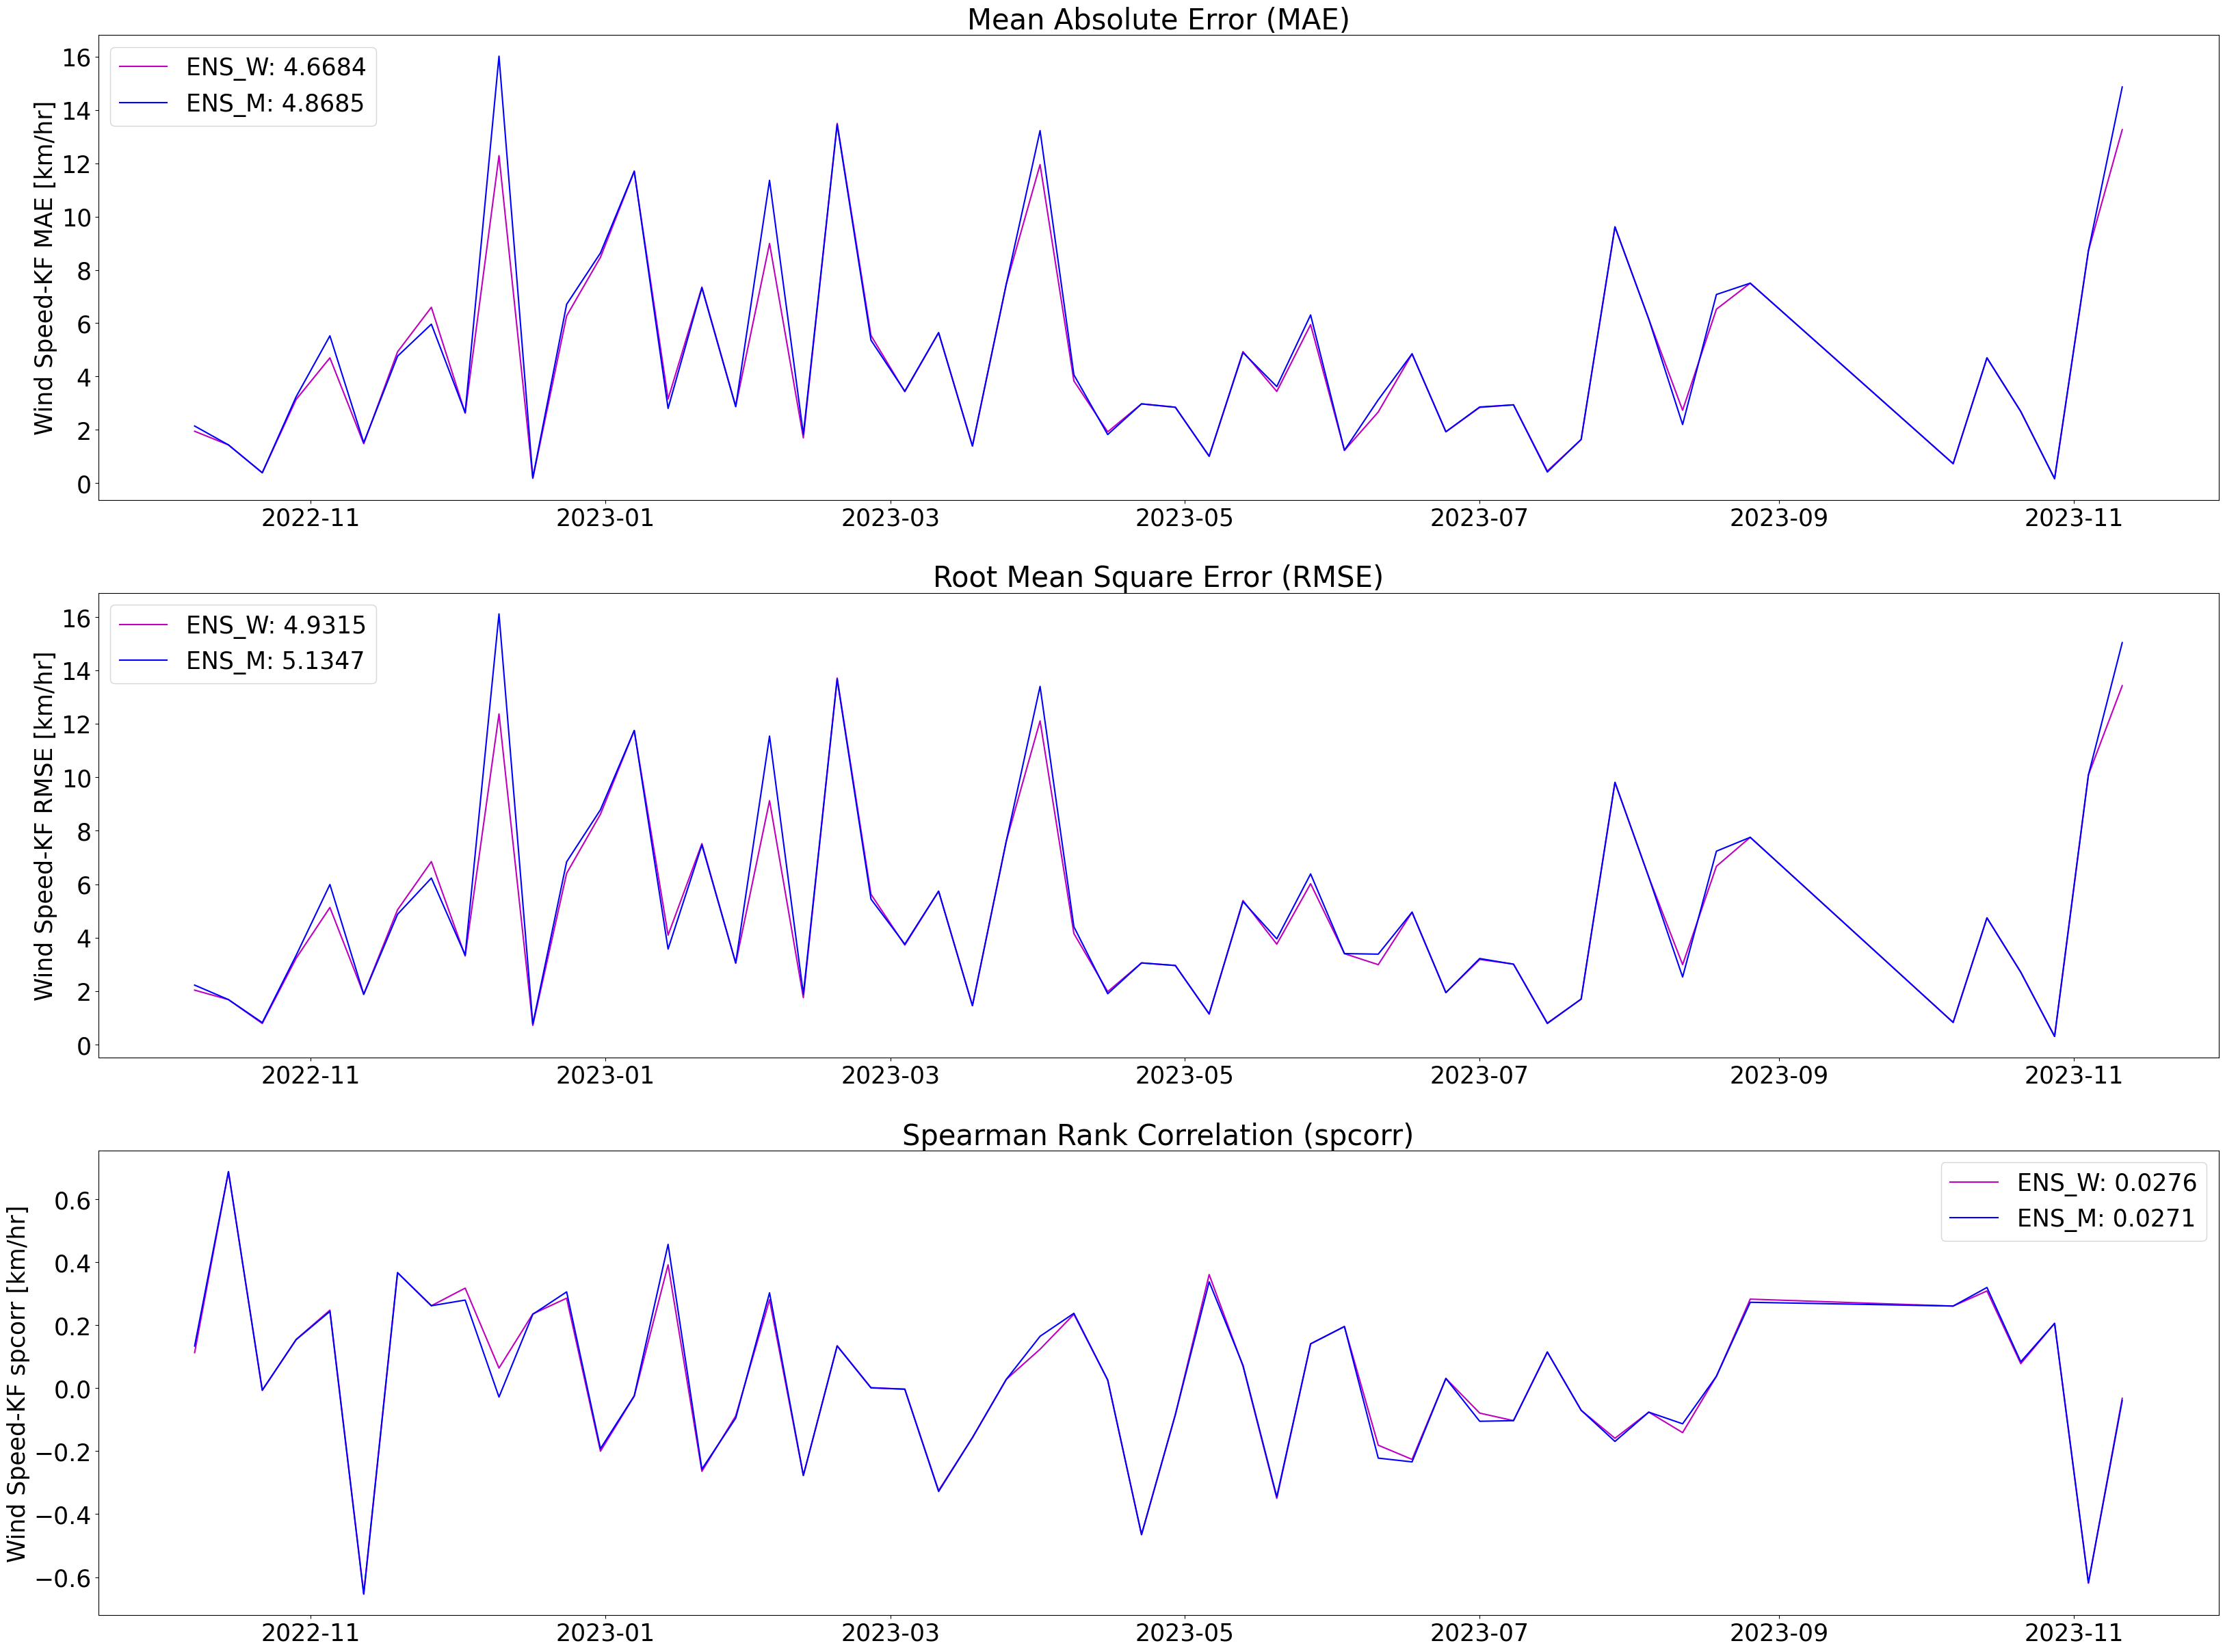 Mean Absolute Error (MAE)
Wind Speed-KF MAE [km/hr]
16
14
12
10
8
6
4
2
0
ENS_W: 4.6684
ENS_M: 4.8685
2022-11 2023-01 2023-03 2023-05 2023-07 2023-09 2023-11
Root Mean Square Error (RMSE)
Wind Speed-KF RMSE [km/hr]
16
14
12
10
8
6
4
2
0
ENS_W: 4.9315
ENS_M: 5.1347
2022-11 2023-01 2023-03 2023-05 2023-07 2023-09 2023-11
Spearman Rank Correlation (spcorr)
Wind Speed-KF spcorr [km/hr]
0.6
0.4
0.2
0.0
−0.2
−0.4
−0.6
ENS_W: 0.0276
ENS_M: 0.0271
2022-11 2023-01 2023-03 2023-05 2023-07 2023-09 2023-11